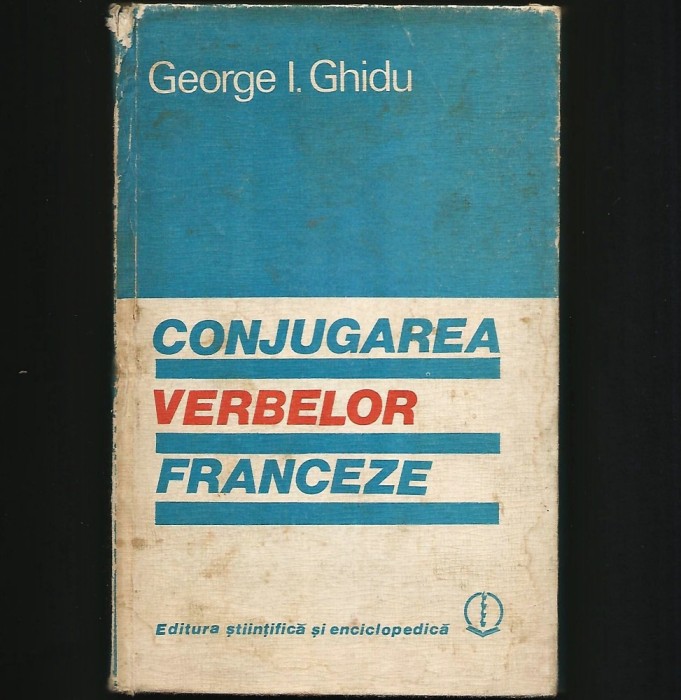 George I. Ghidu
CONJUGAREA
VERBELOR
FRANCEZE
Editura științifică și enciclopedică